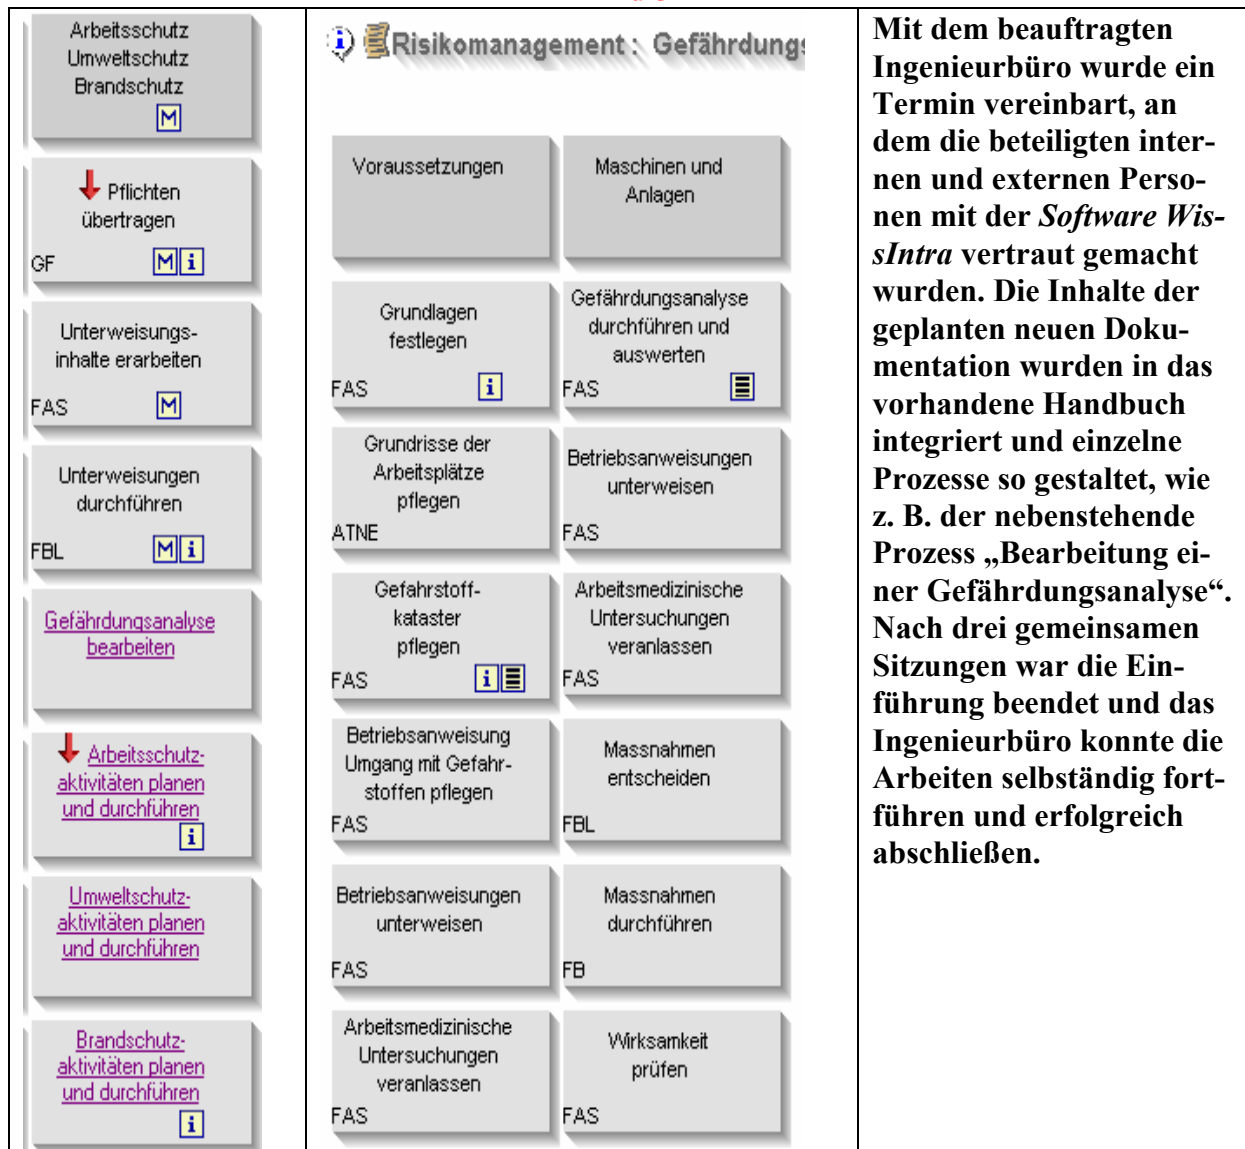 Arbeitsschutz
Umweltschutz
Brandschutz
M
Pflichten
übertragen
GF M i
Unterweisungs-
inhalte erarbeiten
FAS M
Unterweisungen
durchführen
FBL M i
Gefährdungsanalyse
bearbeiten
Arbeitsschutz-
aktivitäten planen
und durchführen
i
Umweltschutz-
aktivitäten planen
und durchführen
Brandschutz-
aktivitäten planen
und durchführen
i
i Risikomanagement : Gefährdungs
Voraussetzungen
Grundlagen
festlegen
FAS i
Grundrisse der
Arbeitsplätze
pflegen
ATNE
Gefahrstoff-
kataster
pflegen
FAS i
Betriebsanweisung
Umgang mit Gefahr-
stoffen pflegen
FAS
Betriebsanweisungen
unterweisen
FAS
Arbeitsmedizinische
Untersuchungen
veranlassen
FAS
Maschinen und
Anlagen
Gefährdungsanalyse
durchführen und
auswerten
FAS
Betriebsanweisungen
unterweisen
FAS
Arbeitsmedizinische
Untersuchungen
veranlassen
FAS
Massnahmen
entscheiden
FBL
Massnahmen
durchführen
FB
Wirksamkeit
prüfen
FAS
Mit dem beauftragten
Ingenieurbüro wurde ein
Termin vereinbart, an
dem die beteiligten inter-
nen und externen Perso-
nen mit der Software Wis-
sIntra vertraut gemacht
wurden. Die Inhalte der
geplanten neuen Doku-
mentation wurden in das
vorhandene Handbuch
integriert und einzelne
Prozesse so gestaltet, wie
z. B. der nebenstehende
Prozess „Bearbeitung ei-
ner Gefährdungsanalyse“.
Nach drei gemeinsamen
Sitzungen war die Ein-
führung beendet und das
Ingenieurbüro konnte die
Arbeiten selbständig fort-
führen und erfolgreich
abschließen.